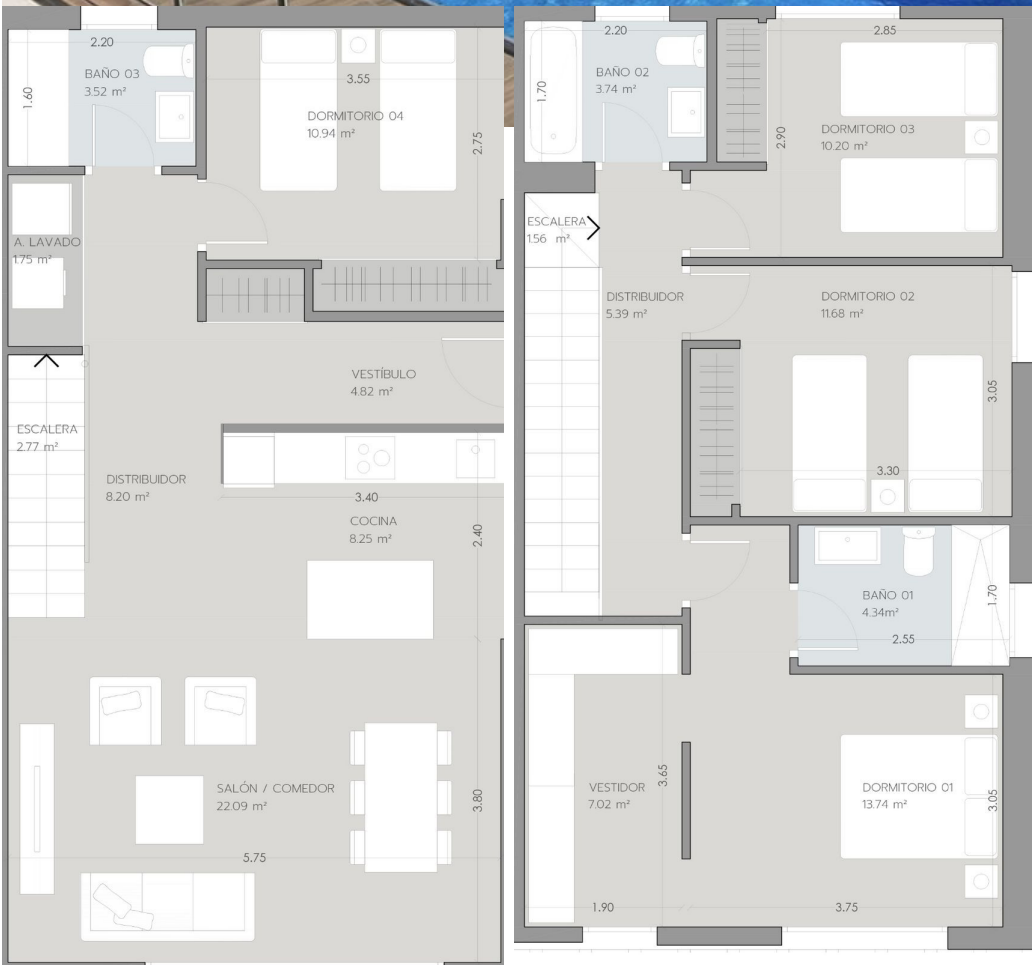 2.20
BAÑO 03
3.52 m²
1.60
3.55
DORMITORIO 04
10.94 m²
2.75
A. LAVADO
1.75 m²
VESTÍBULO
4.82 m²
ESCALERA
2.77 m²
DISTRIBUIDOR
8.20 m²
3.40
COCINA
8.25 m²
2.40
SALÓN / COMEDOR
22.09 m²
3.80
5.75
2.20
BAÑO 02
3.74 m²
1.70
2.85
DORMITORIO 03
10.20 m²
2.90
ESCALERA
1.56 m²
DISTRIBUIDOR
5.39 m²
DORMITORIO 02
11.68 m²
3.05
3.30
BAÑO 01
4.34m²
1.70
2.55
VESTIDOR
7.02 m²
3.65
DORMITORIO 01
13.74 m²
3.05
1.90
3.75